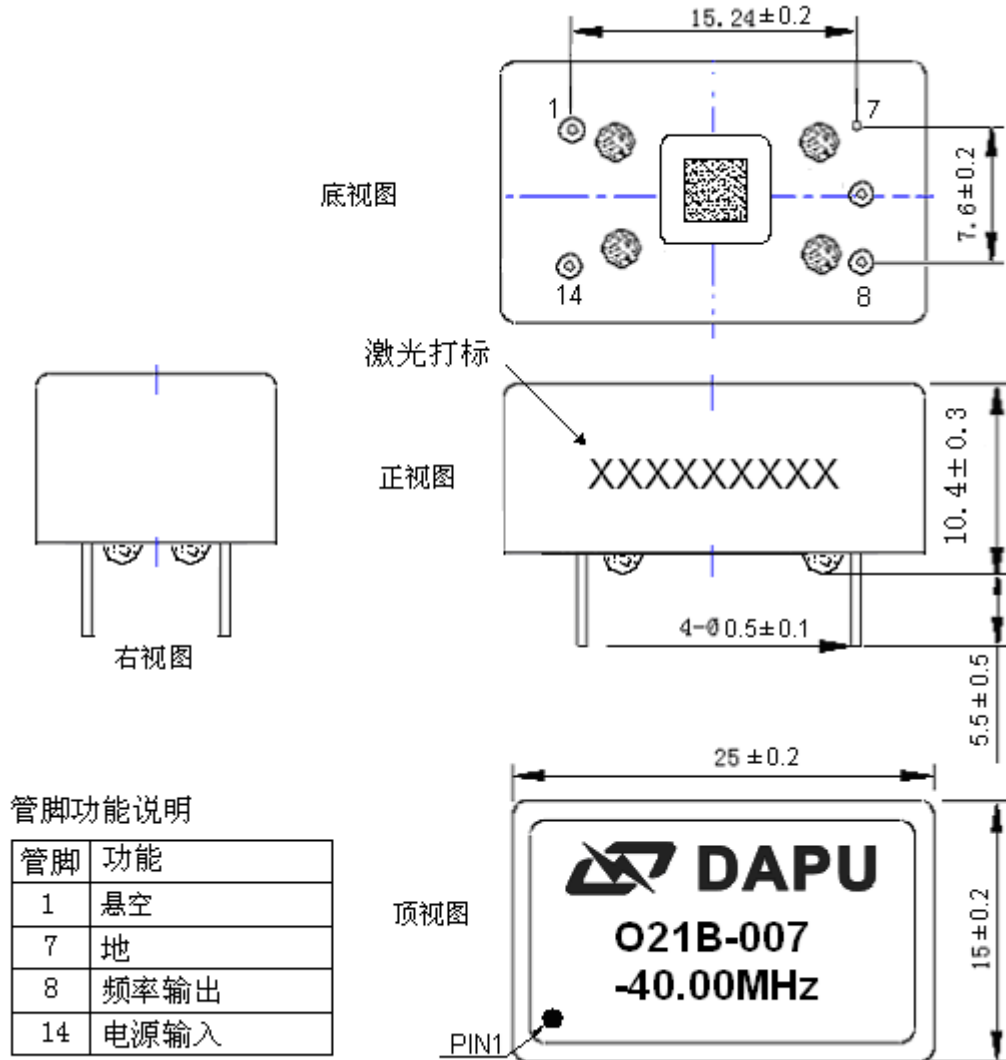 15.24±0.2
1
7
底视图
7.6±0.2
14
8
激光打标
正视图
XXXXXXXXX
10.4±0.3
4-Ø0.5±0.1
右视图
5.5±0.5
25±0.2
管脚功能说明
管脚 功能
1 悬空
7 地
8 频率输出
14 电源输入
顶视图
DAPU
O21B-007
-40.00MHz
15±0.2
PIN1